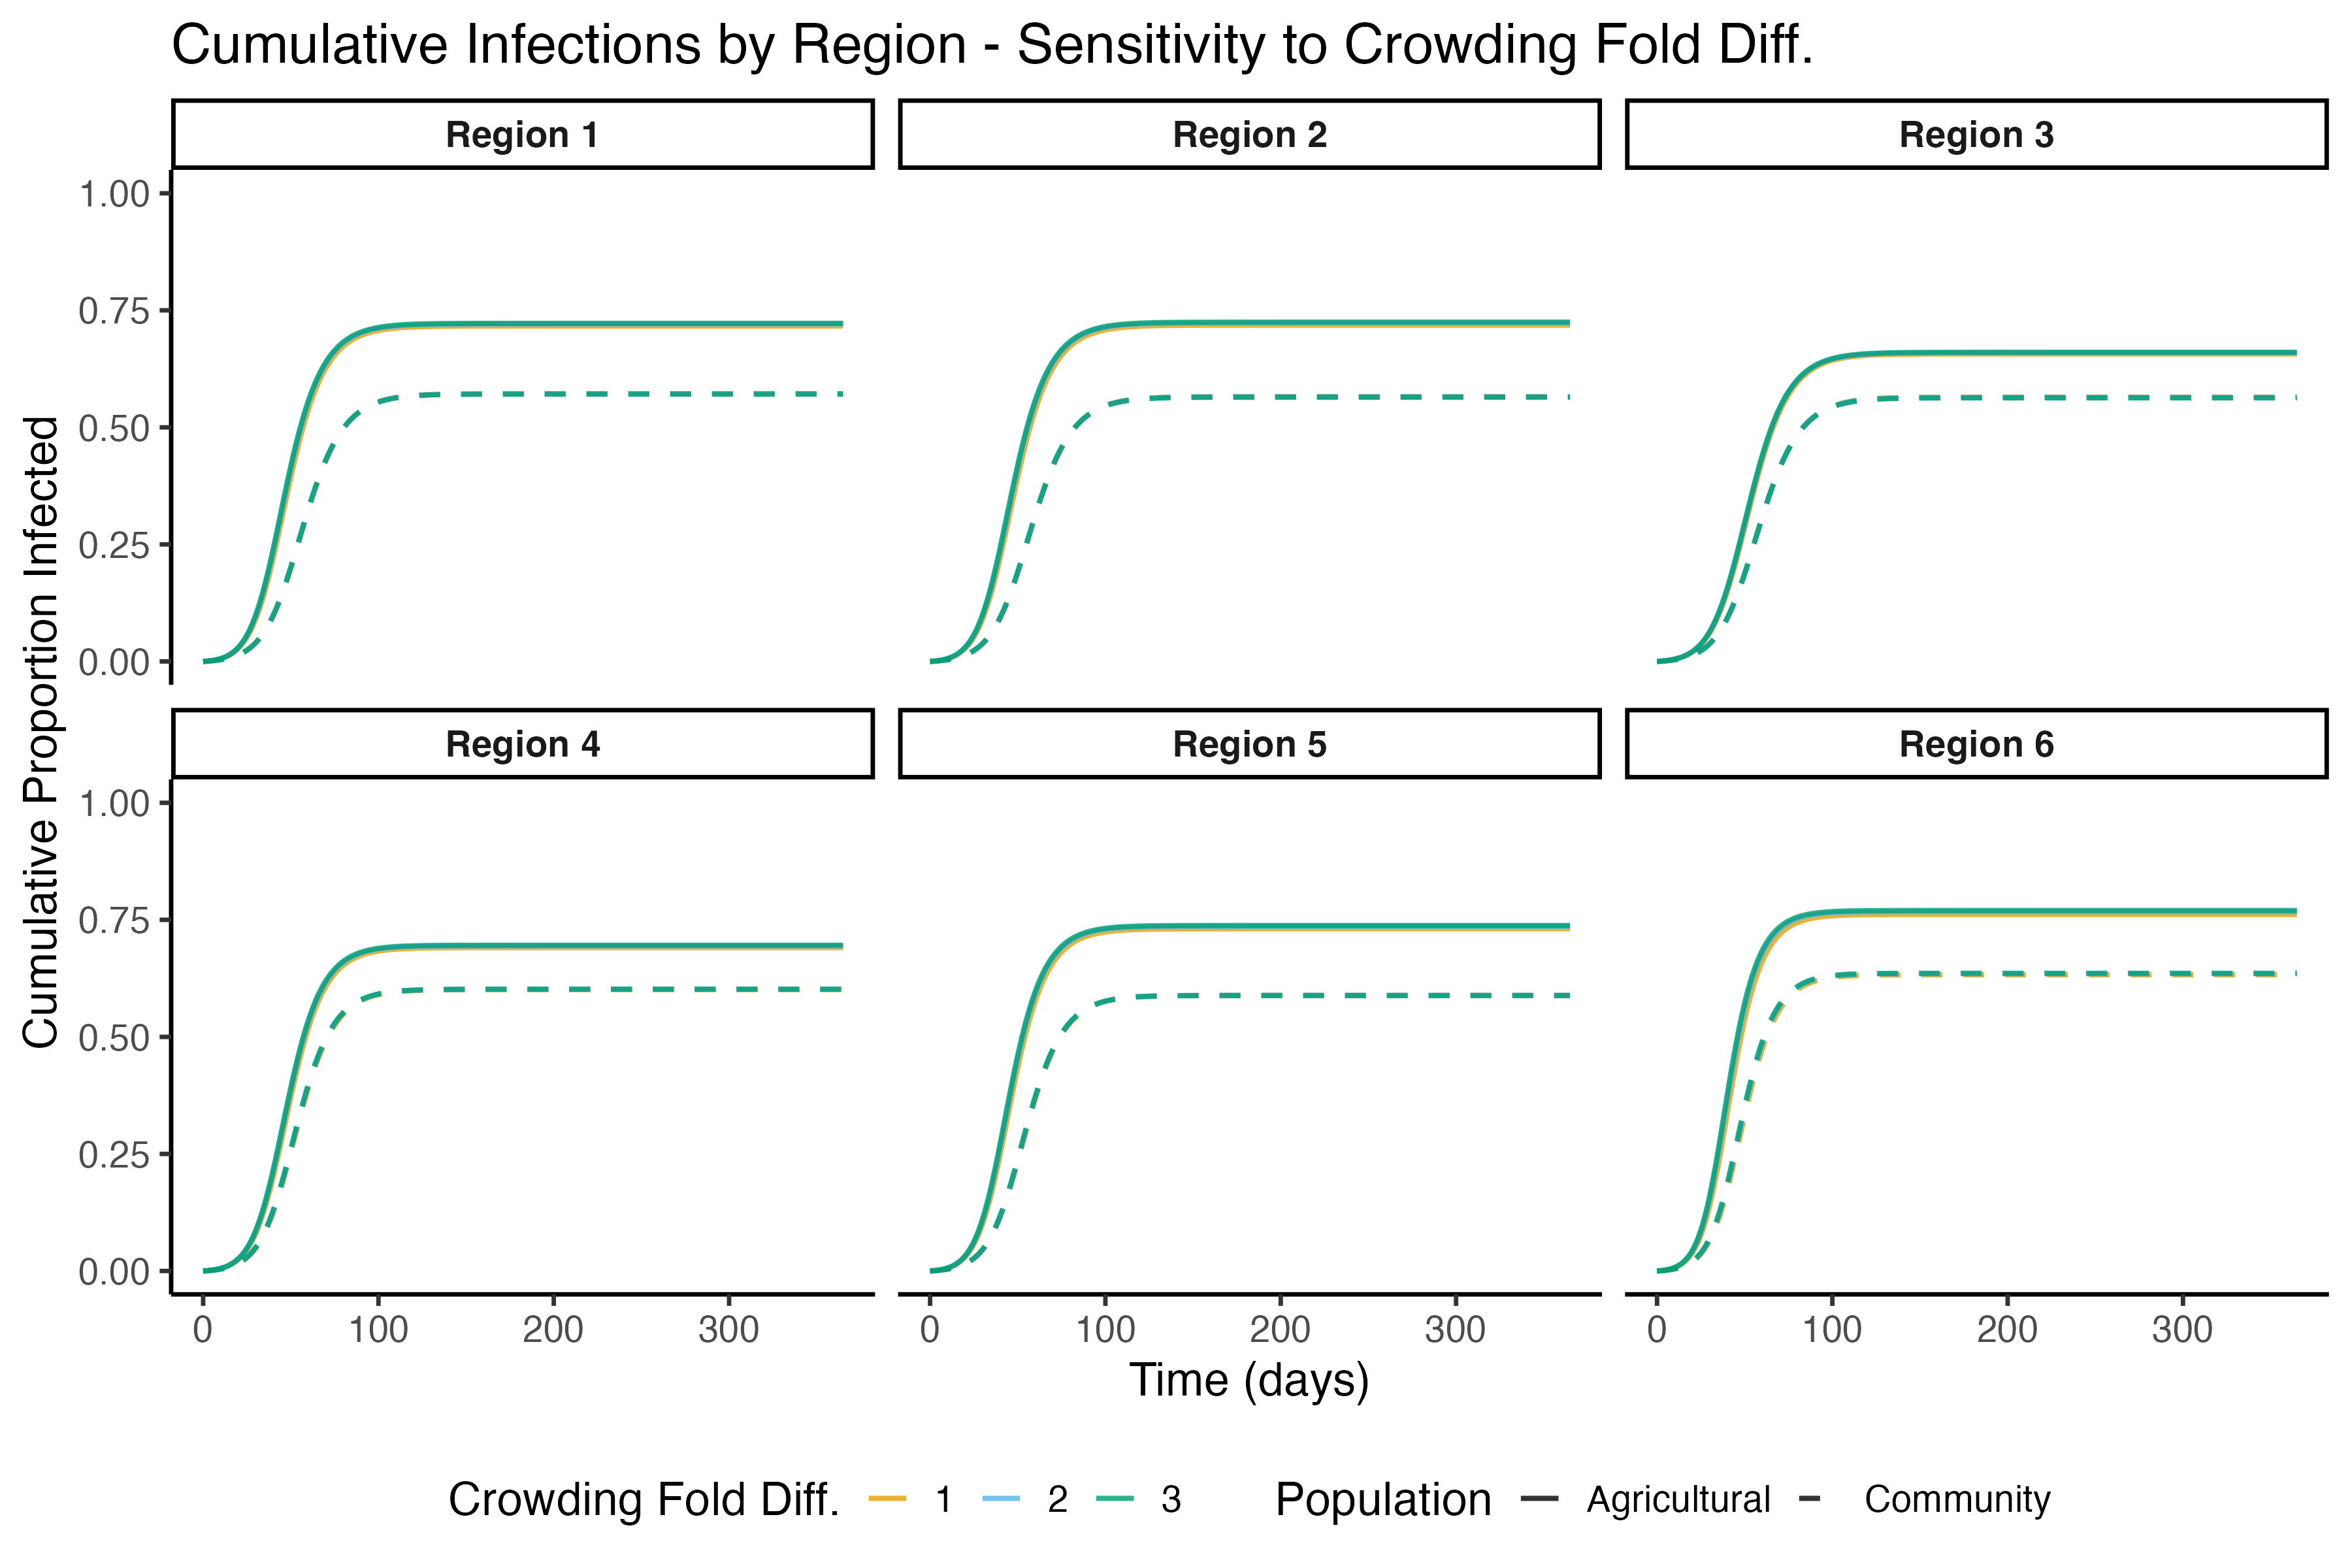 Cumulative Infections by Region - Sensitivity to Crowding Fold Diff.
Region 1
Region 2
Region 3
1.00
0.75
0.50
0.25
0.00
Region 4
Region 5
Region 6
1.00
0.75
0.50
0.25
0.00
0 100 200 300
0 100 200 300
0 100 200 300
Cumulative Proportion Infected
Time (days)
Crowding Fold Diff. 1 2 3 Population Agricultural Community